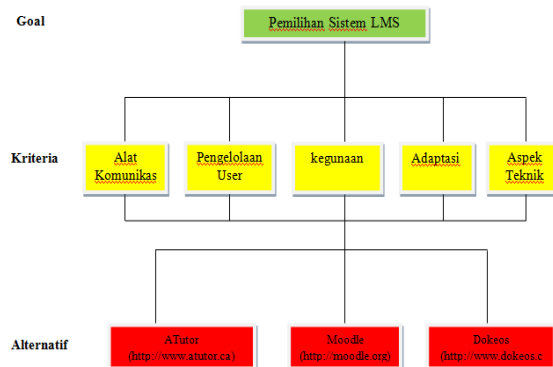 Goal
Pemilihan Sistem LMS
Kriteria
Alat
Komunikas
Pengelolaan
User
kegunaan
Adaptasi
Aspek
Teknik
Alternatif
ATutor
(http://www.atutor.ca)
Moodle
(http://moodle.org)
Dokeos
(http://www.dokeos.c